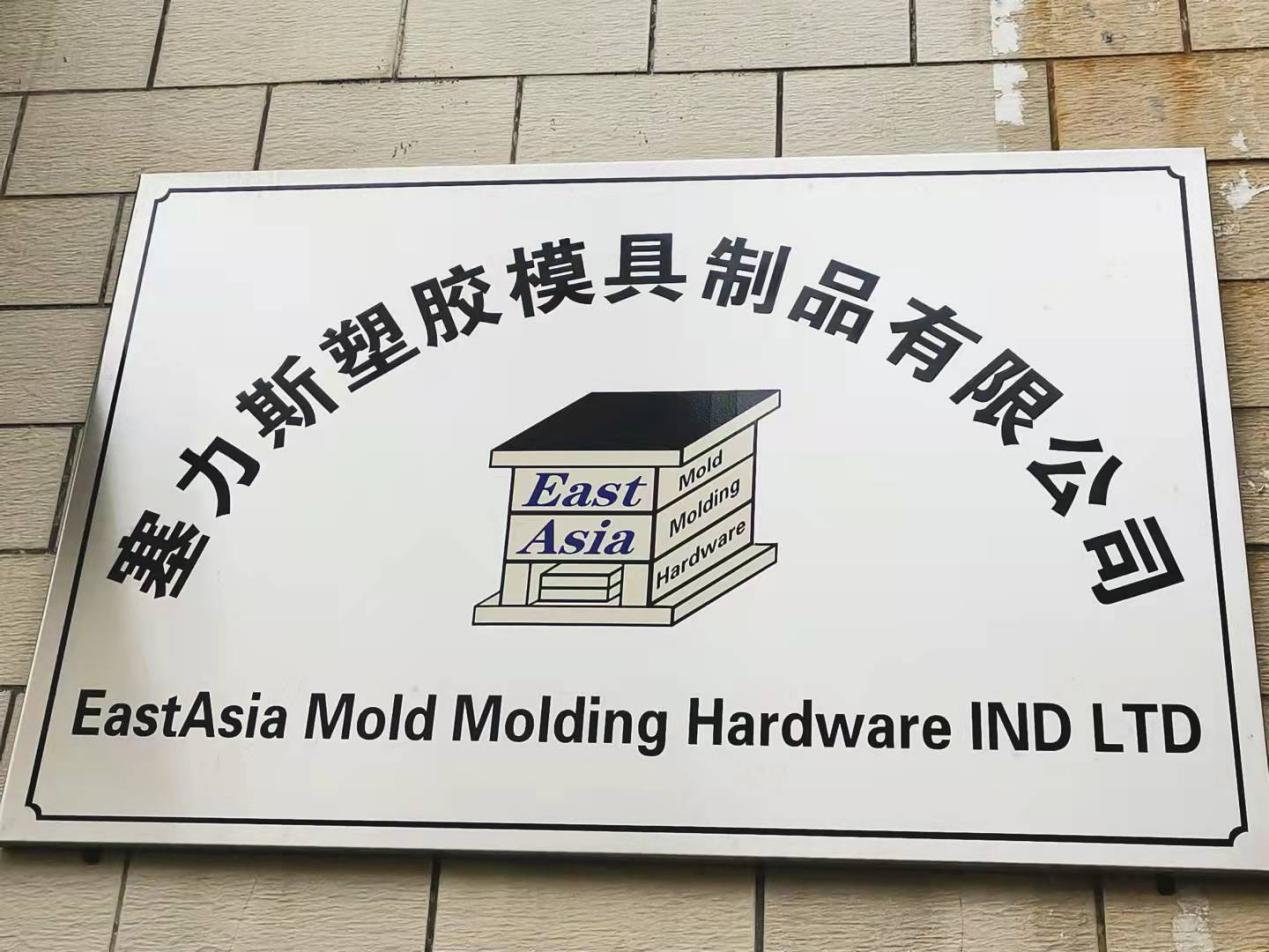 塞力斯塑胶模具制品有限公司
East
Asia
Mold
Molding
Hardware
EastAsia Mold Molding Hardware IND LTD